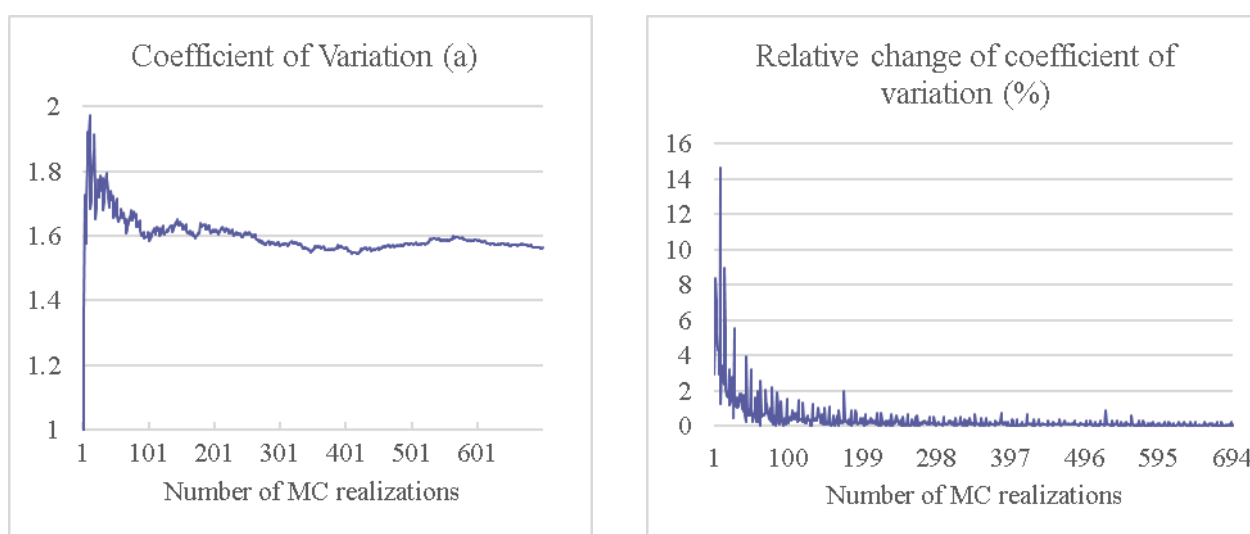 Coefficient of Variation (a)
2
1.8
1.6
1.4
1.2
1
1 101 201 301 401 501 601
Number of MC realizations
Relative change of coefficient of
variation (%)
16
14
12
10
8
6
4
2
0
1 100 199 298 397 496 595 694
Number of MC realizations